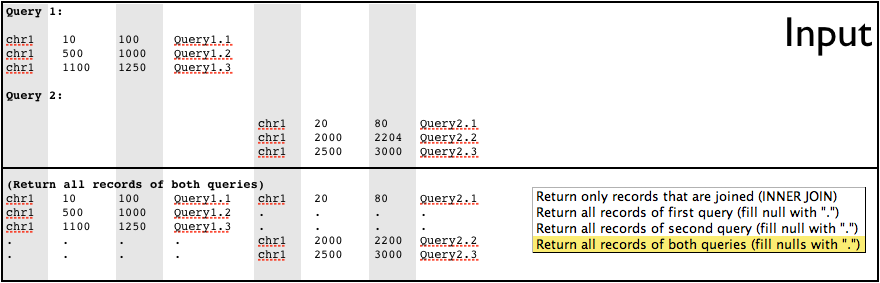 Query 1:
Input
chr1 10 100 Query1.1
chr1 500 1000 Query1.2
chr1 1100 1250 Query1.3
Query 2:
chr1 20 80 Query2.1
chr1 2000 2204 Query2.2
chr1 2500 3000 Query2.3
(Return all records of both queries)
chr1 10 100 Query1.1 chr1 20 80 Query2.1
chr1 500 1000 Query1.2 . . . .
chr1 1100 1250 Query1.3 . . . .
. . . . chr1 2000 2200 Query2.2
. . . . chr1 2500 3000 Query2.3
Return only records that are joined (INNER JOIN)
Return all records of first query (fill null with ".")
Return all records of second query (fill null with ".")
Return all records of both queries (fill nulls with ".")